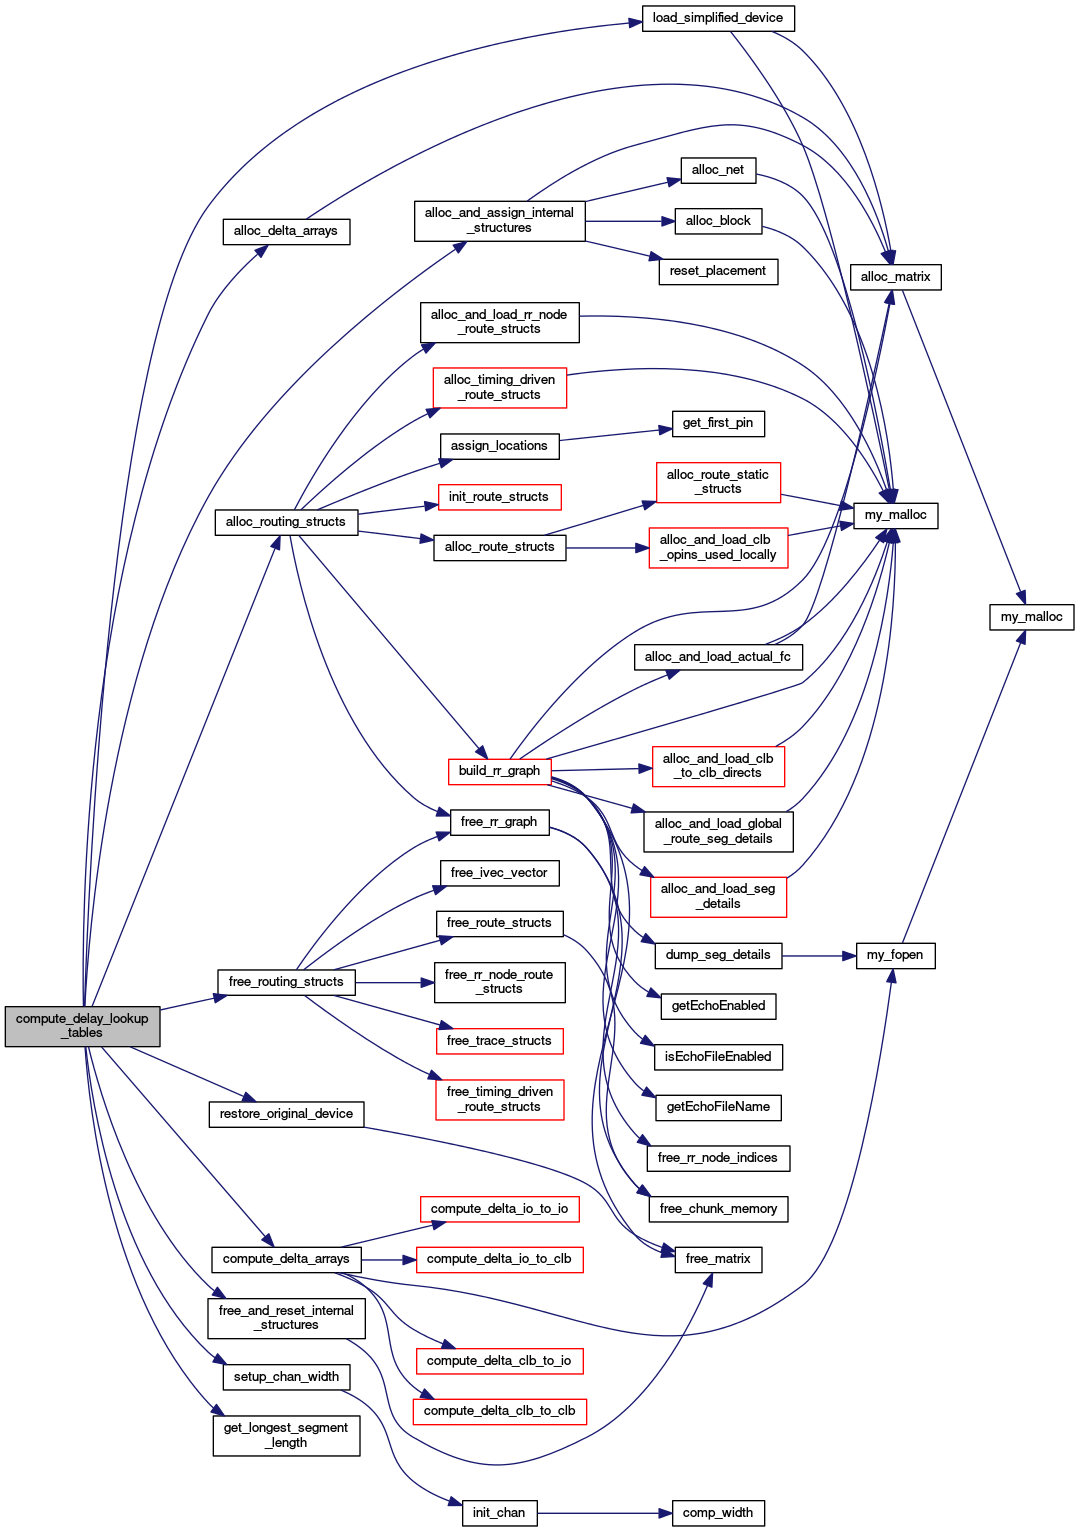 load_simplified_device
alloc_net
alloc_and_assign_internal
_structures
alloc_block
alloc_delta_arrays
reset_placement
alloc_matrix
alloc_and_load_rr_node
_route_structs
alloc_timing_driven
_route_structs
get_first_pin
assign_locations
alloc_route_static
_structs
init_route_structs
my_malloc
alloc_routing_structs
alloc_route_structs
alloc_and_load_clb
_opins_used_locally
my_malloc
alloc_and_load_actual_fc
build_rr_graph
alloc_and_load_clb
_to_clb_directs
free_rr_graph
alloc_and_load_global
_route_seg_details
free_ivec_vector
alloc_and_load_seg
_details
free_route_structs
dump_seg_details
my_fopen
free_routing_structs
free_rr_node_route
_structs
getEchoEnabled
compute_delay_lookup
_tables
free_trace_structs
isEchoFileEnabled
free_timing_driven
_route_structs
getEchoFileName
restore_original_device
free_rr_node_indices
compute_delta_io_to_io
free_chunk_memory
compute_delta_arrays
compute_delta_io_to_clb
free_matrix
free_and_reset_internal
_structures
compute_delta_clb_to_io
setup_chan_width
compute_delta_clb_to_clb
get_longest_segment
_length
init_chan
comp_width